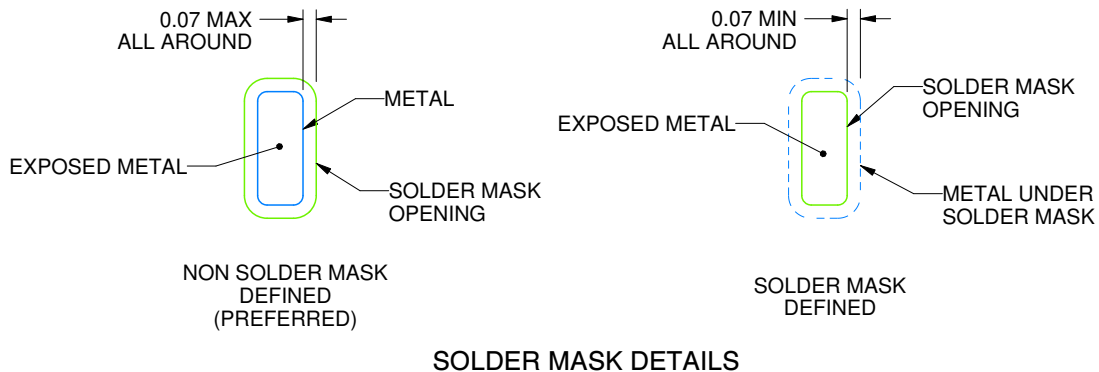 0.07 MAX
ALL AROUND
METAL
EXPOSED METAL
SOLDER MASK
OPENING
NON SOLDER MASK
DEFINED
(PREFERRED)
0.07 MIN
ALL AROUND
SOLDER MASK
OPENING
EXPOSED METAL
METAL UNDER
SOLDER MASK
SOLDER MASK
DEFINED
SOLDER MASK DETAILS